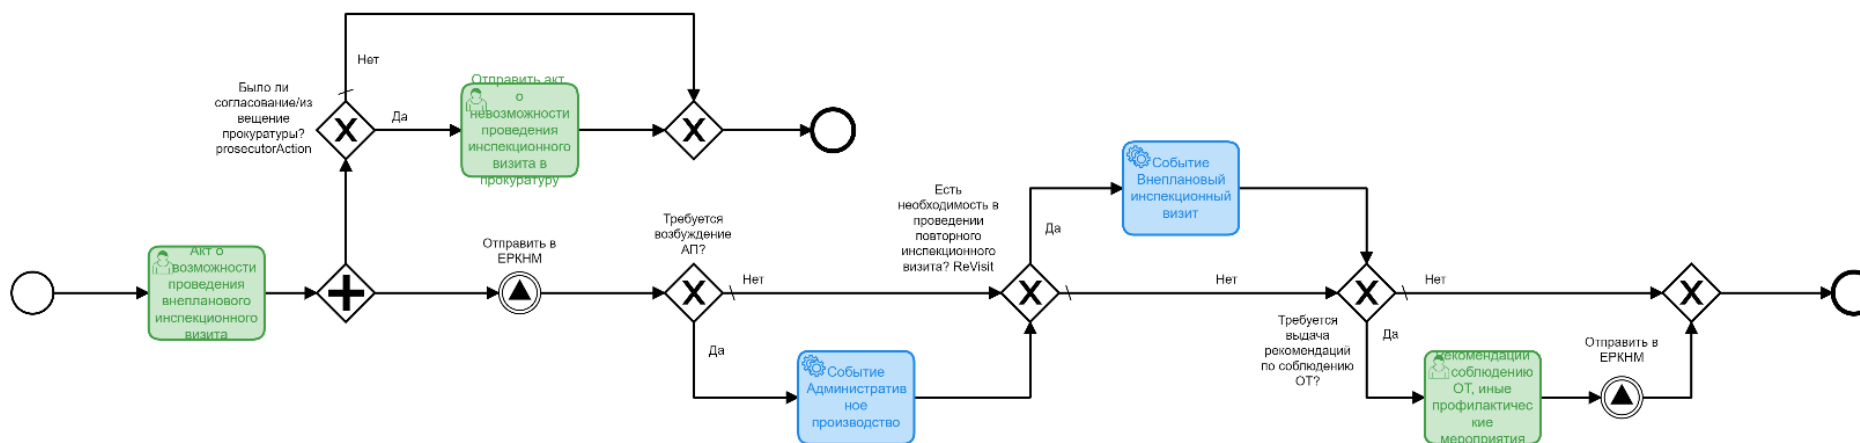 Нет
Было ли
согласование/из
вещение
прокуратуры?
prosecutorAction
Да
Отправить акт
о
невозможности
проведения
инспекционного
визита в
прокуратуру
Акт о
возможности
проведения
внепланового
инспекционного
визита
Отправить в
ЕРКНМ
Требуется
возбуждение
АП?
Нет
Да
Событие
Административ
ное
производство
Есть
необходимость в
проведении
повторного
инспекционного
визита? ReVisit
Да
Нет
Событие
Внеплановый
инспекционный
визит
Требуется
выдача
рекомендаций
по соблюдению
ОТ?
Нет
Да
Рекомендации
соблюдению
ОТ, иные
профилактичес
кие
мероприятия
Отправить в
ЕРКНМ